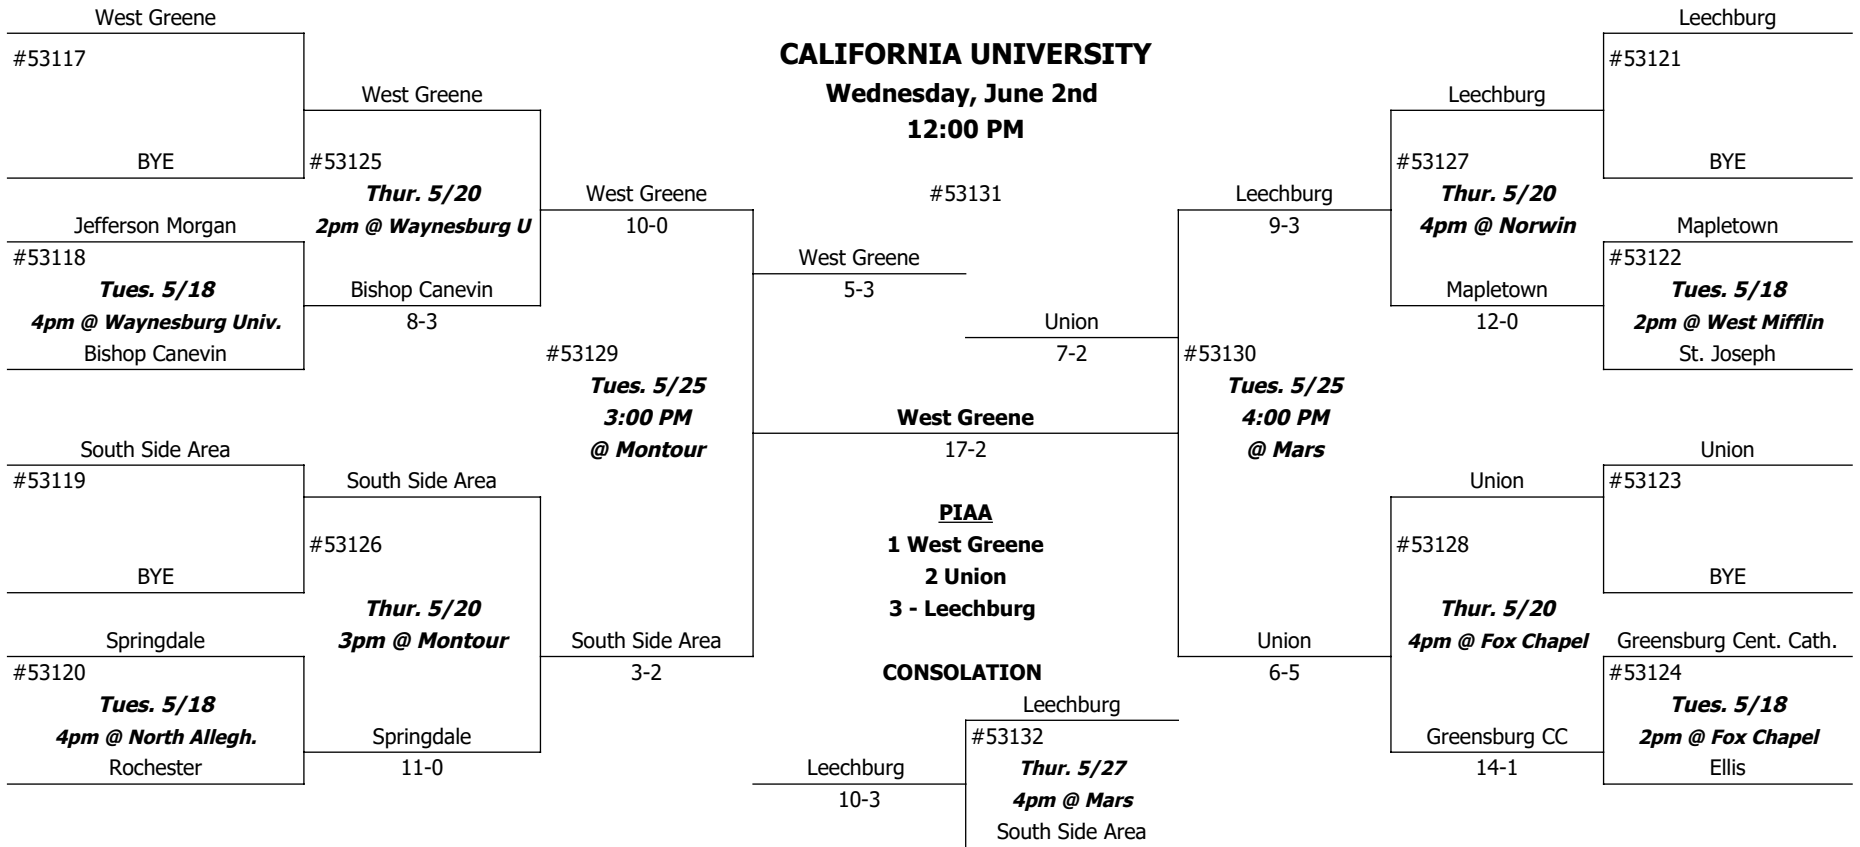 West Greene
#53117
West Greene
BYE
#53125
Thur. 5/20
2pm @ Waynesburg U
West Greene
10-0
Jefferson Morgan
#53118
Tues. 5/18
4pm @ Waynesburg Univ.
Bishop Canevin
Bishop Canevin
8-3
#53129
Tues. 5/25
3:00 PM
@ Montour
South Side Area
#53119
South Side Area
BYE
#53126
Thur. 5/20
3pm @ Montour
South Side Area
3-2
Springdale
#53120
Tues. 5/18
4pm @ North Allegh.
Rochester
Springdale
11-0
CALIFORNIA UNIVERSITY
Wednesday, June 2nd
12:00 PM
#53131
West Greene
5-3
Union
7-2
West Greene
17-2
PIAA
1 West Greene
2 Union
3 - Leechburg
CONSOLATION
Leechburg
#53132
Thur. 5/27
4pm @ Mars
South Side Area
Leechburg
10-3
Leechburg
#53121
Leechburg
BYE
#53127
Thur. 5/20
4pm @ Norwin
Leechburg
9-3
Mapletown
#53122
Tues. 5/18
2pm @ West Mifflin
St. Joseph
Mapletown
12-0
#53130
Tues. 5/25
4:00 PM
@ Mars
Union
#53123
Union
BYE
#53128
Thur. 5/20
4pm @ Fox Chapel
Union
6-5
Greensburg Cent. Cath.
#53124
Tues. 5/18
2pm @ Fox Chapel
Ellis
Greensburg CC
14-1